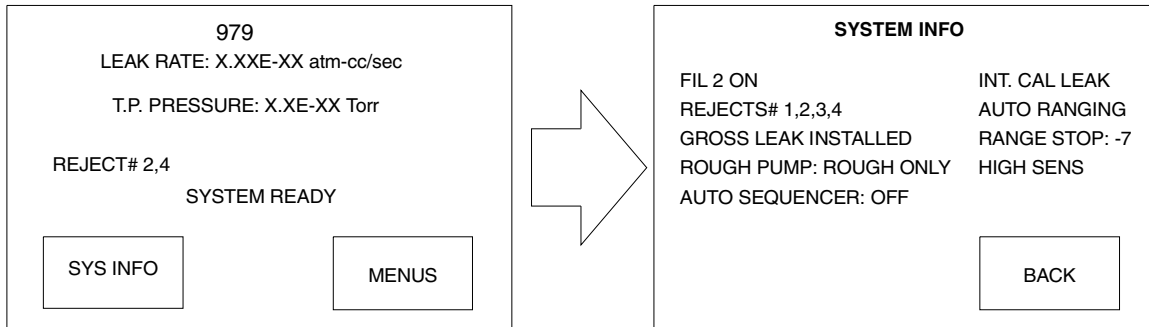 979
LEAK RATE: X.XXE-XX atm-cc/sec
T.P. PRESSURE: X.XE-XX Torr
REJECT# 2,4
SYSTEM READY
SYS INFO
MENUS
SYSTEM INFO
FIL 2 ON
REJECTS# 1,2,3,4
GROSS LEAK INSTALLED
ROUGH PUMP: ROUGH ONLY
AUTO SEQUENCER: OFF
INT. CAL LEAK
AUTO RANGING
RANGE STOP: -7
HIGH SENS
BACK